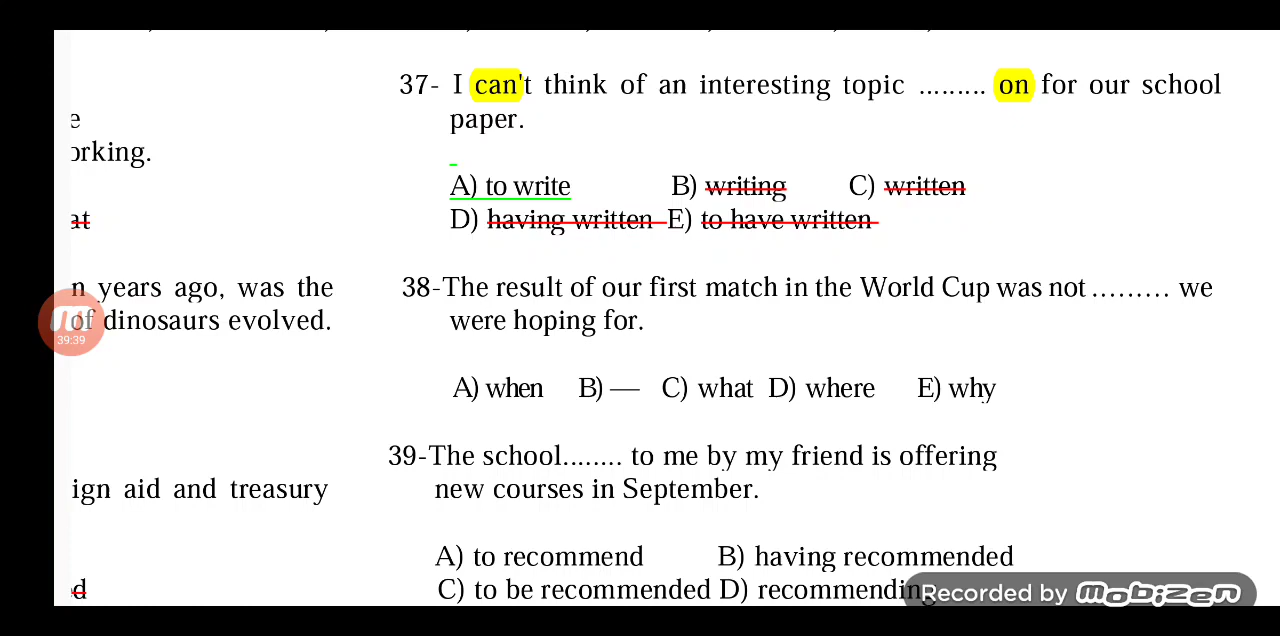 e
orking.
at
n years ago, was the
of dinosaurs evolved.
ign aid and treasury
d
37- I can't think of an interesting topic ......... on for our school
paper.
A) to write B) writing C) written
D) having written E) to have written
38-The result of our first match in the World Cup was not ......... we
were hoping for.
A) when B) — C) what D) where E) why
39-The school........ to me by my friend is offering
new courses in September.
A) to recommend B) having recommended
C) to be recommended D) recommending
39:39
Recorded by mobizen